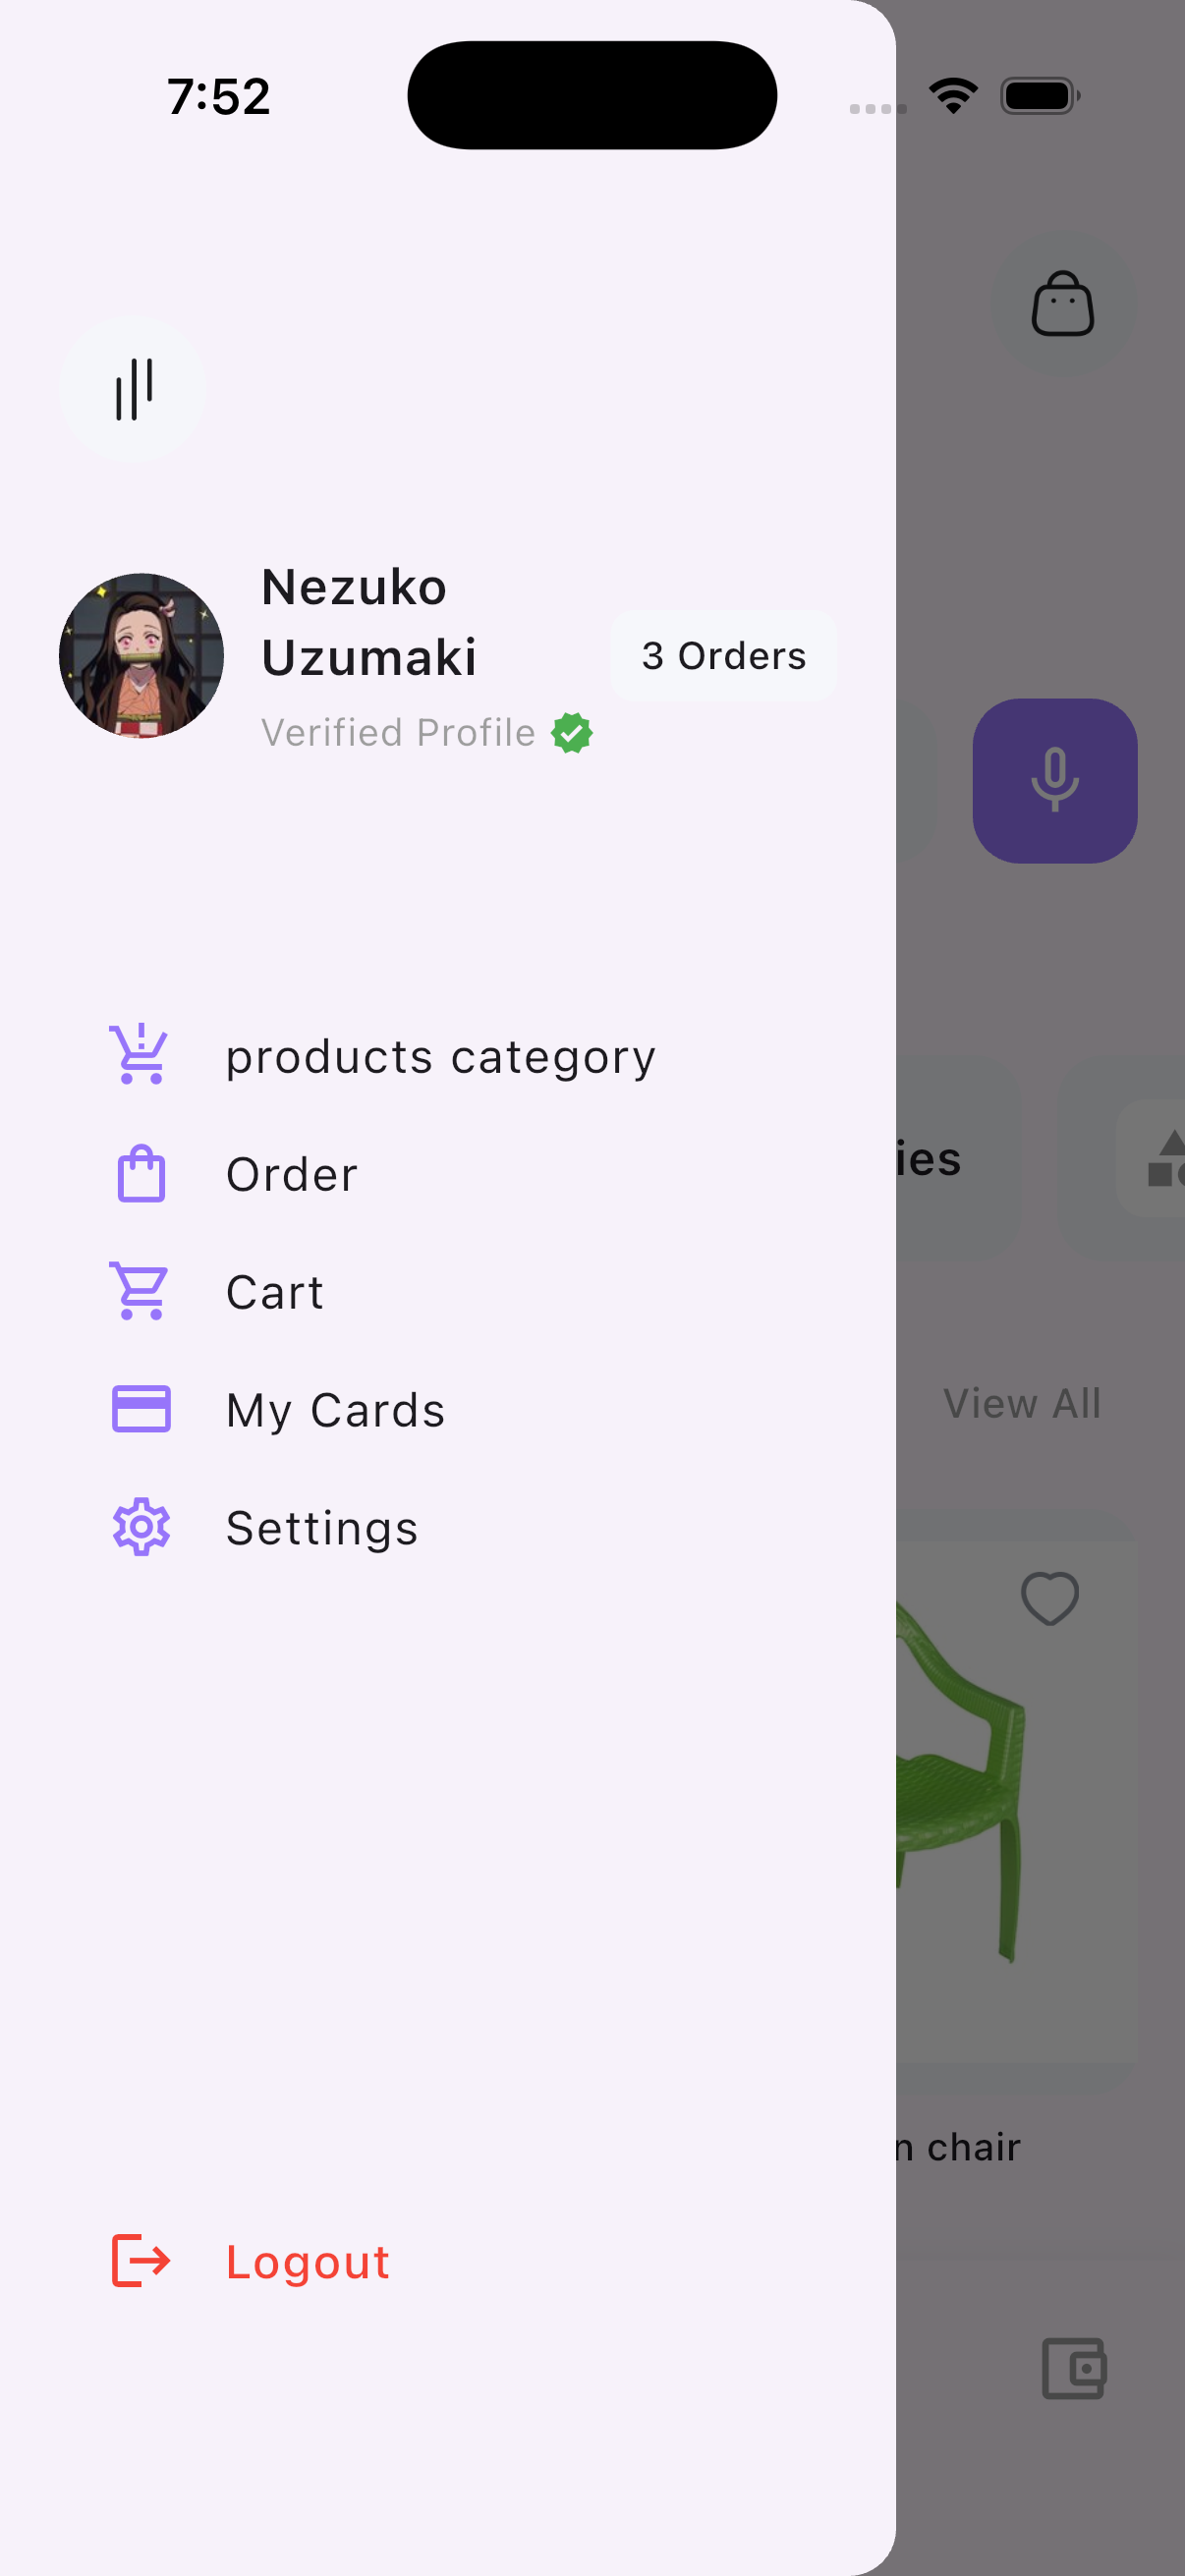 7:52
Nezuko
Uzumaki
3 Orders
Verified Profile
products category
Order
ies
Cart
View All
My Cards
Settings
n chair
Logout